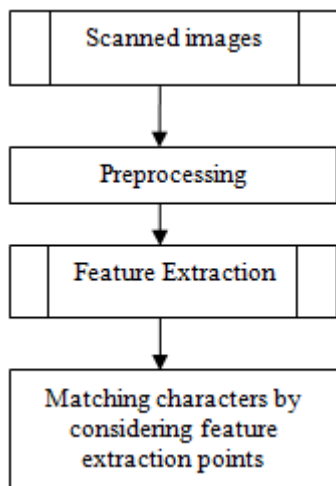 Scanned images
Preprocessing
Feature Extraction
Matching characters by
considering feature
extraction points